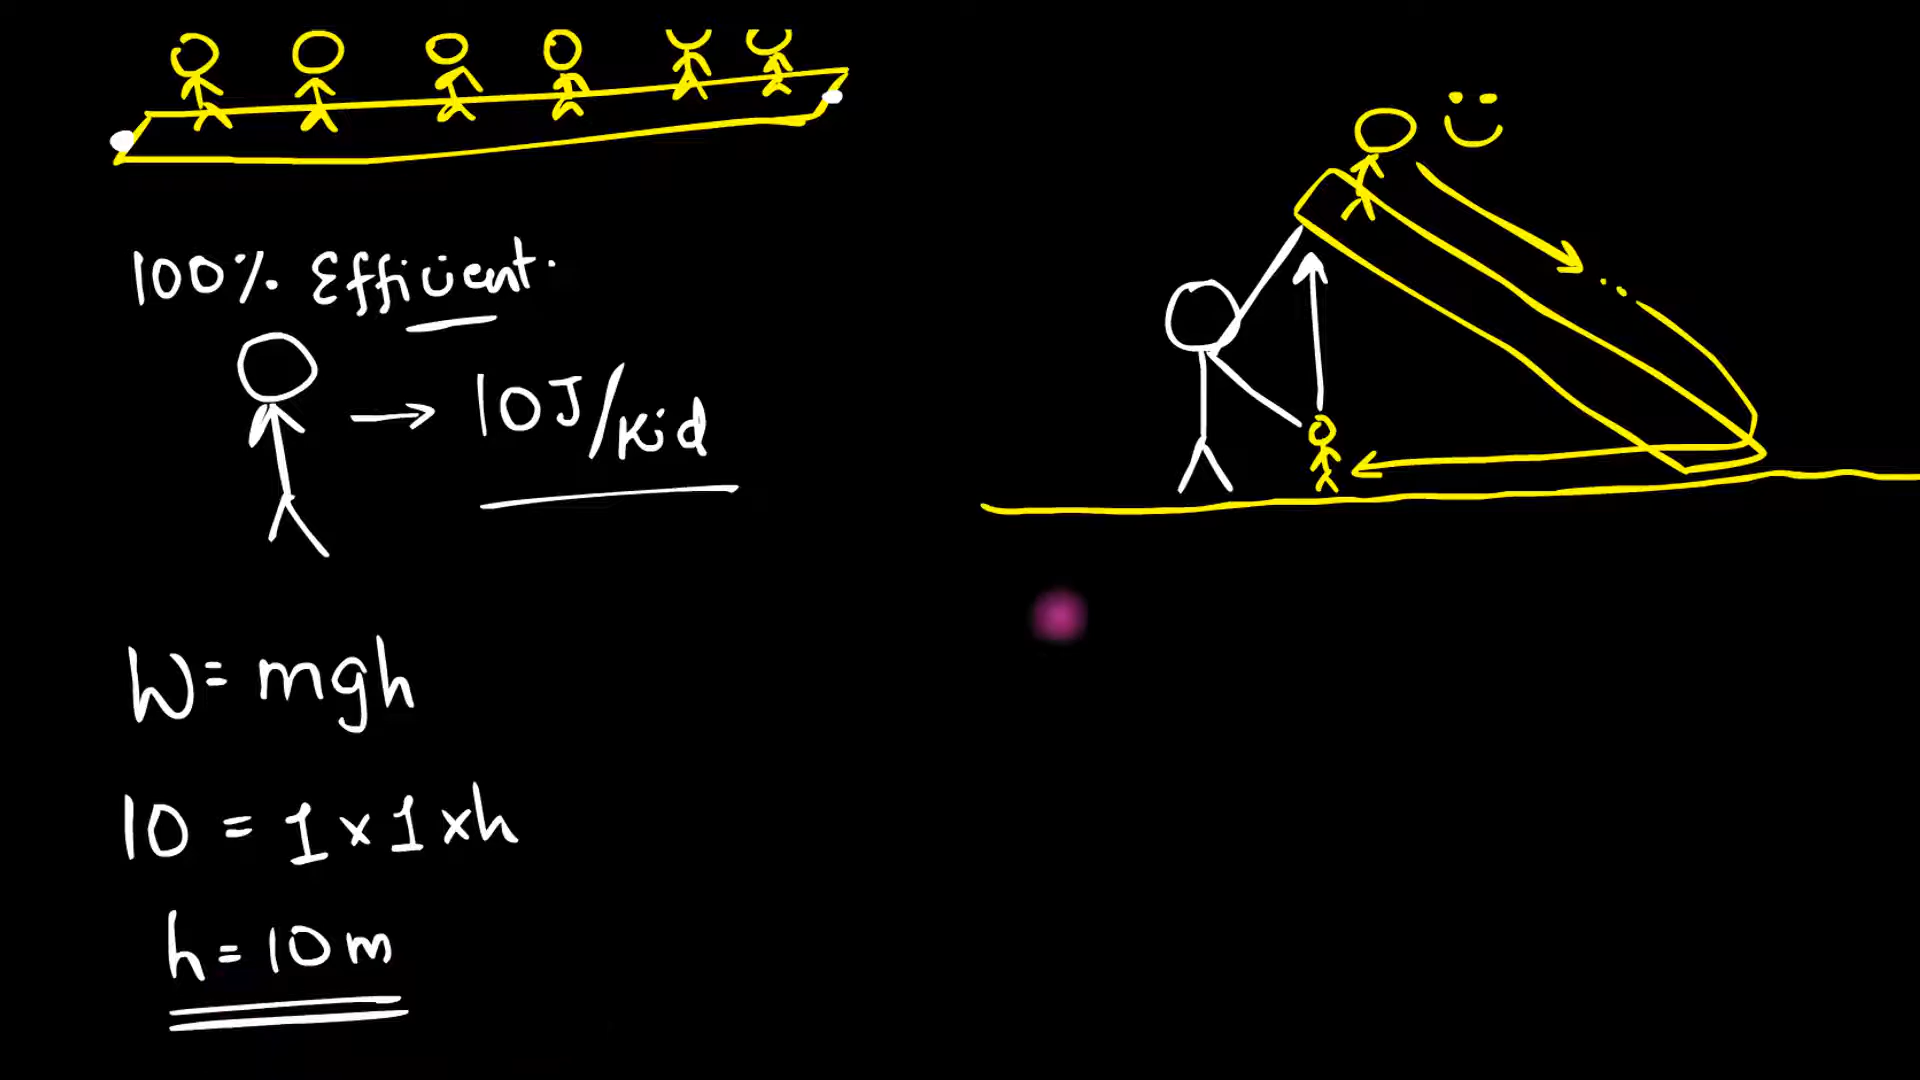 100% Efficient.
10J/Kid
W = mgh
10 = 1 x 1 x h
h = 10 m